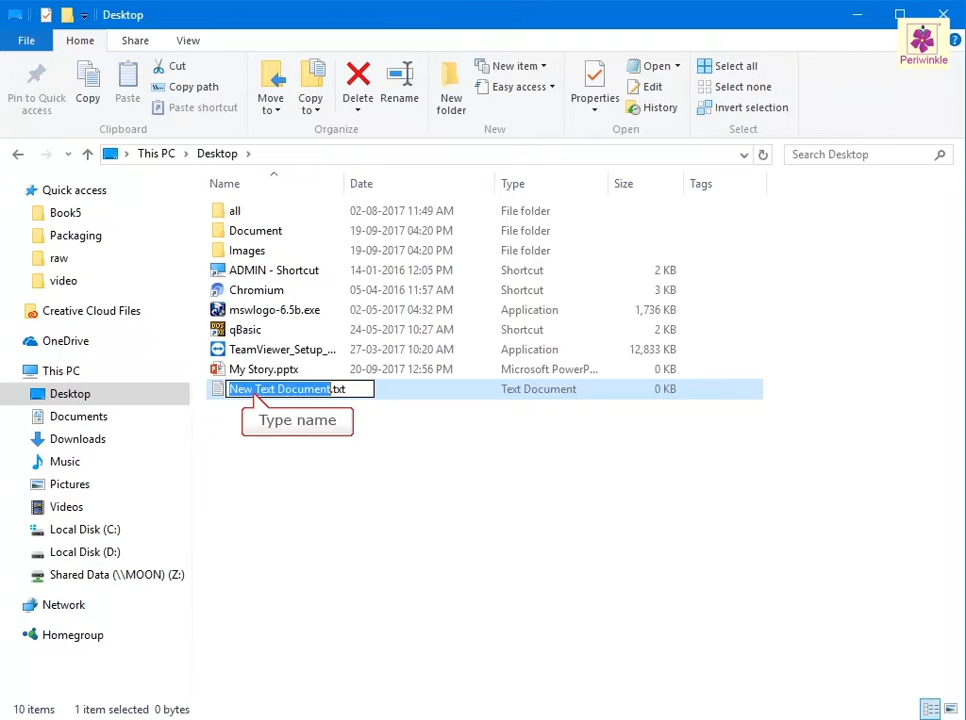 Desktop
File Home Share View
Periwinkle
Pin to Quick access
Copy
Paste
Cut
Copy path
Paste shortcut
Clipboard
Move to
Copy to
Delete
Rename
Organize
New folder
New item
Easy access
New
Properties
Open
Edit
History
Open
Select all
Select none
Invert selection
Select
This PC > Desktop >
Search Desktop
Name Date Type Size Tags
Quick access
Book5
Packaging
raw
video
Creative Cloud Files
OneDrive
This PC
Desktop
Documents
Downloads
Music
Pictures
Videos
Local Disk (C:)
Local Disk (D:)
Shared Data (\\MOON) (Z:)
Network
Homegroup
all 02-08-2017 11:49 AM File folder
Document 19-09-2017 04:20 PM File folder
Images 19-09-2017 04:20 PM File folder
ADMIN - Shortcut 14-01-2016 12:05 PM Shortcut 2 KB
Chromium 05-04-2016 11:57 AM Shortcut 3 KB
mswlogo-6.5b.exe 02-05-2017 04:32 PM Application 1,736 KB
qBasic 24-05-2017 10:27 AM Shortcut 2 KB
TeamViewer_Setup_... 27-03-2017 10:20 AM Application 12,833 KB
My Story.pptx 20-09-2017 12:56 PM Microsoft PowerP... 0 KB
New Text Document.txt Text Document 0 KB
Type name
10 items 1 item selected 0 bytes